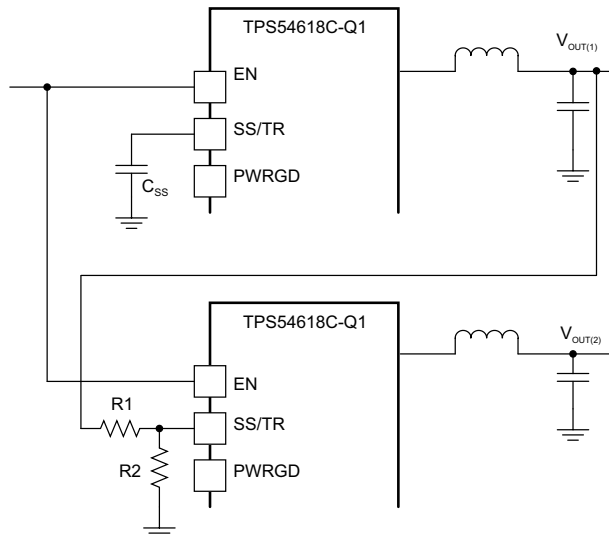 TPS54618C-Q1
EN
SS/TR
PWRGD
C_SS
V_OUT(1)
TPS54618C-Q1
EN
SS/TR
PWRGD
R1
R2
V_OUT(2)